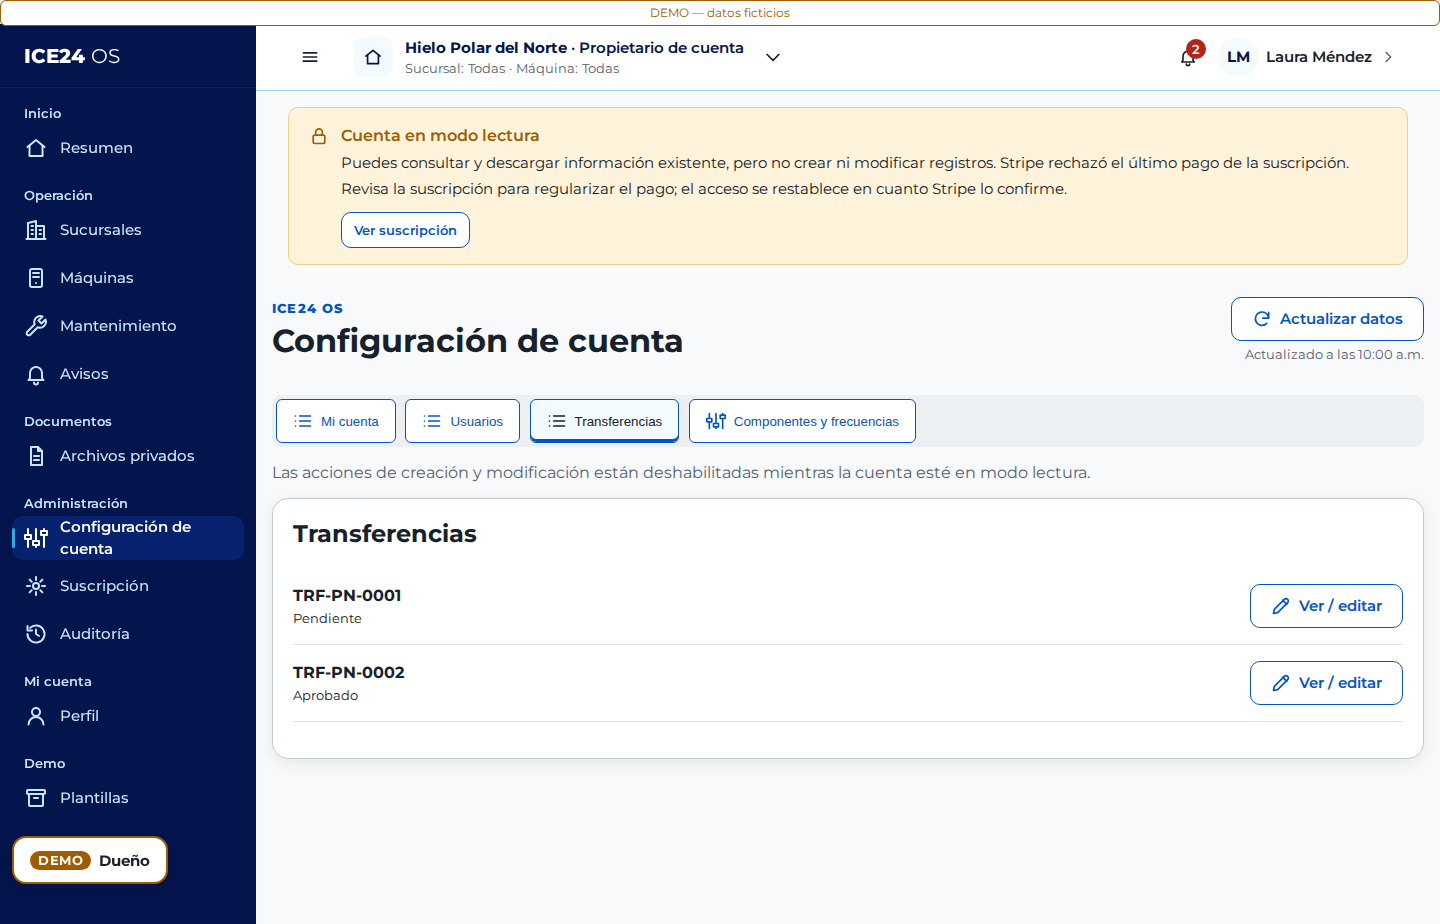 DEMO — datos ficticios
ICE24 OS
Inicio
Resumen
Operación
Sucursales
Máquinas
Mantenimiento
Avisos
Documentos
Archivos privados
Administración
Configuración de
cuenta
Suscripción
Auditoría
Mi cuenta
Perfil
Demo
Plantillas
DEMO Dueño
Hielo Polar del Norte · Propietario de cuenta
Sucursal: Todas · Máquina: Todas
2
LM Laura Méndez
Cuenta en modo lectura
Puedes consultar y descargar información existente, pero no crear ni modificar registros. Stripe rechazó el último pago de la suscripción.
Revisa la suscripción para regularizar el pago; el acceso se restablece en cuanto Stripe lo confirme.
Ver suscripción
ICE24 OS
Configuración de cuenta
Actualizar datos
Actualizado a las 10:00 a.m.
Mi cuenta
Usuarios
Transferencias
Componentes y frecuencias
Las acciones de creación y modificación están deshabilitadas mientras la cuenta esté en modo lectura.
Transferencias
TRF-PN-0001
Pendiente
Ver / editar
TRF-PN-0002
Aprobado
Ver / editar